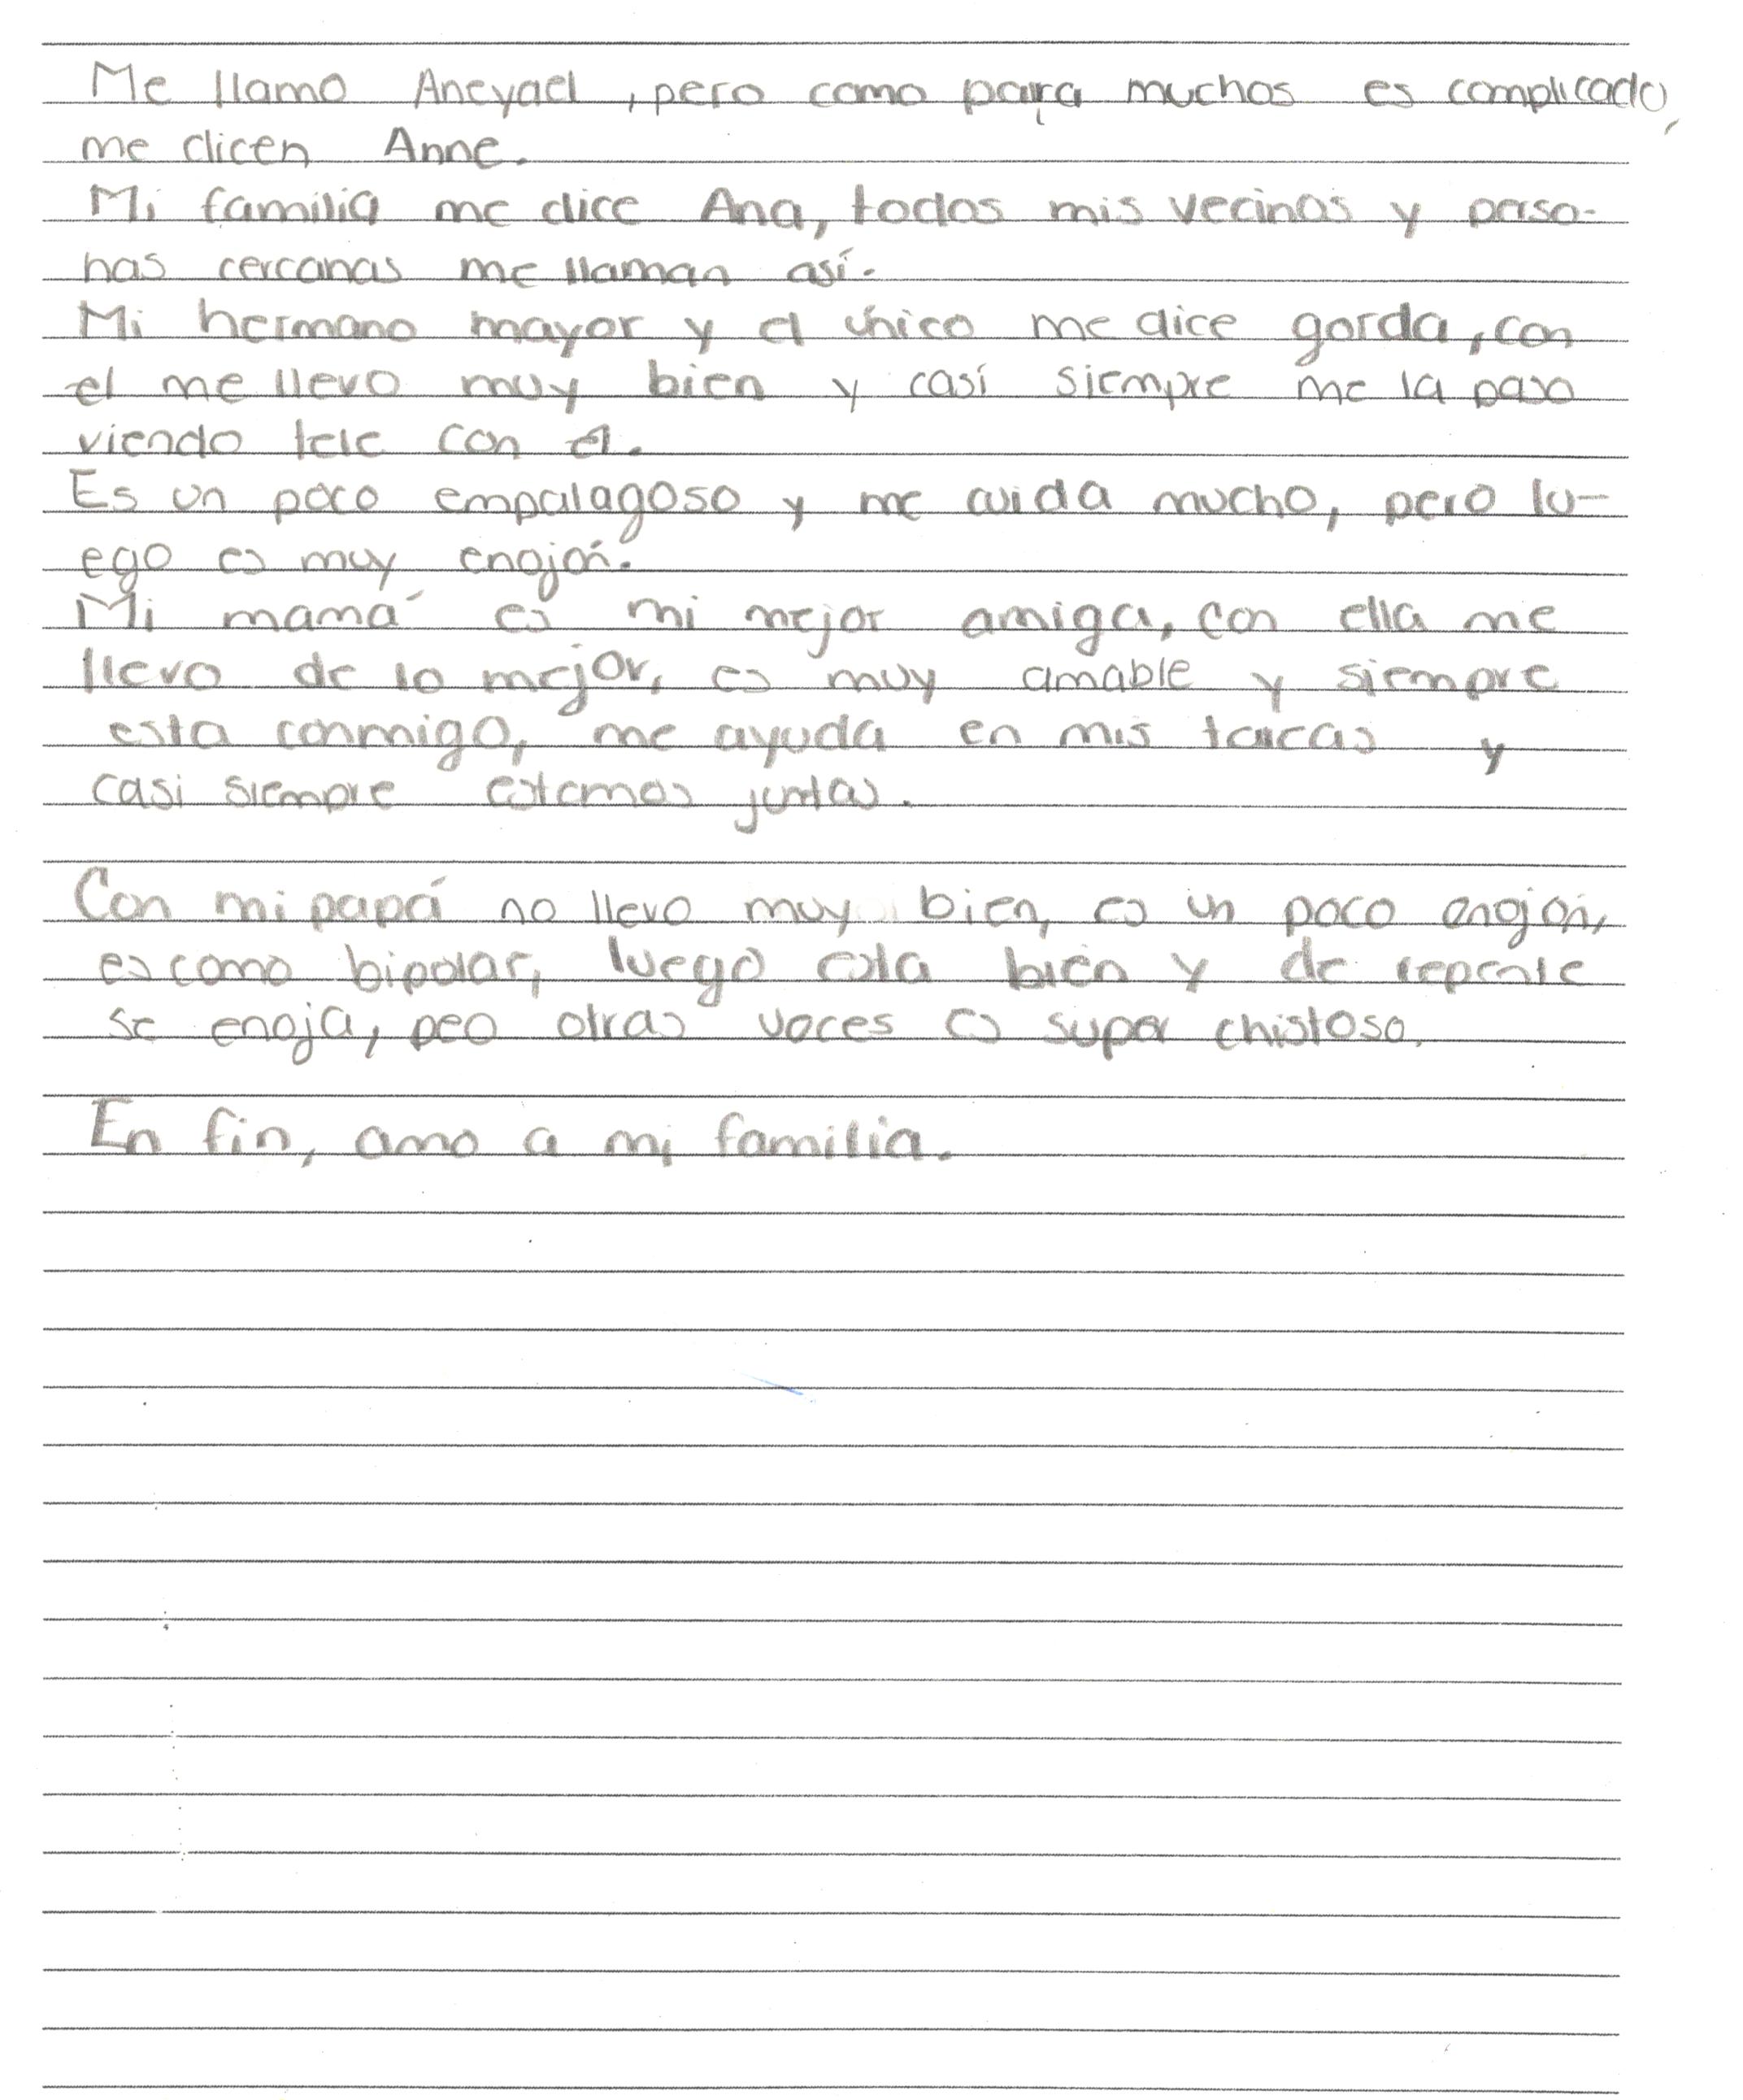 Me llamo Aneyael, pero como para muchos es complicado,
me dicen Anne.
Mi familia me dice Ana, todos mis vecinos y perso-
nas cercanas me llaman así.
Mi hermano mayor y el único me dice gorda, con
el me llevo muy bien y casí siempre me la paso
viendo tele con él.
Es un poco empalagoso y me cuida mucho, pero lu-
ego es muy enojón.
Mi mamá es mi mejor amiga, con ella me
llevo de lo mejor, es muy amable y siempre
esta conmigo, me ayuda en mis tareas y
casi siempre estamos juntas.
Con mi papá no llevo muy bien, es un poco enojón,
es como bipolar, luego esta bien y de repente
se enoja, peo otras veces es super chistoso.
En fin, amo a mi familia.